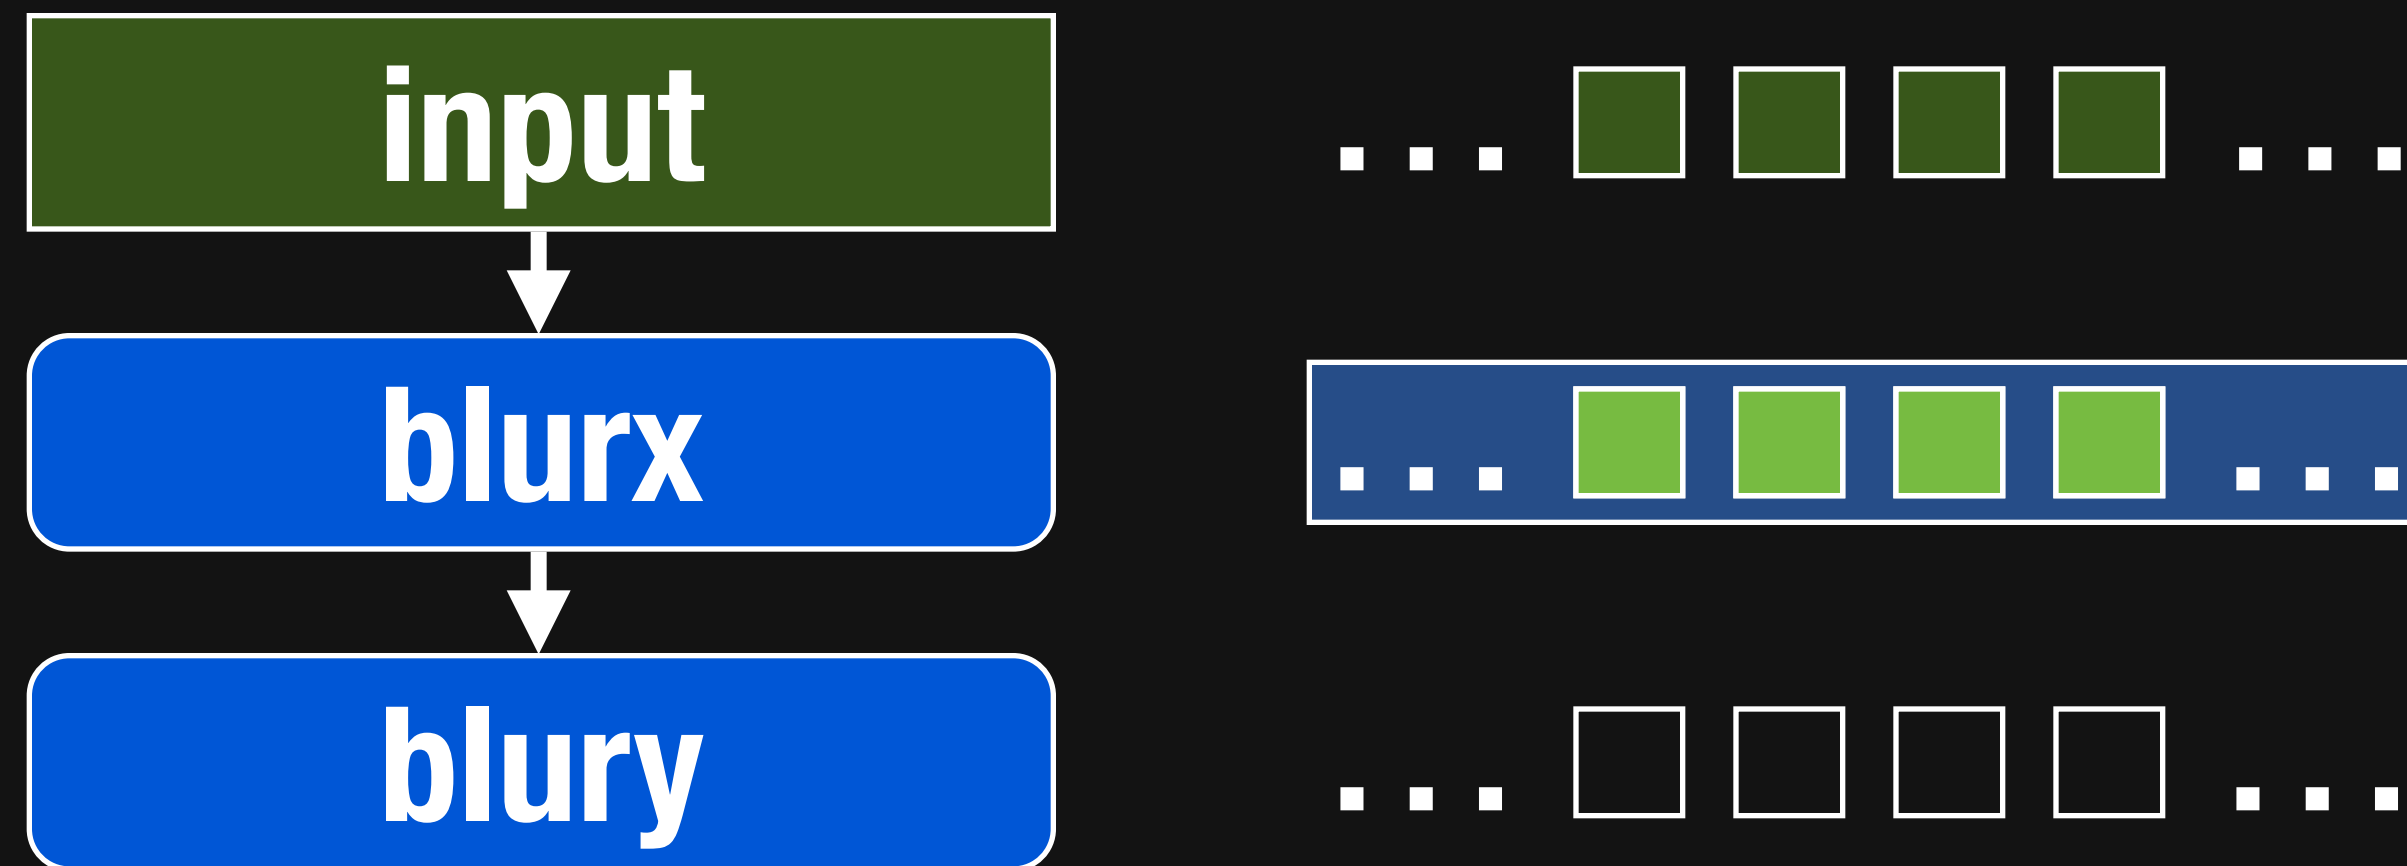 input
. . .
. . .
blurx
. . .
. . .
blury
. . .
. . .